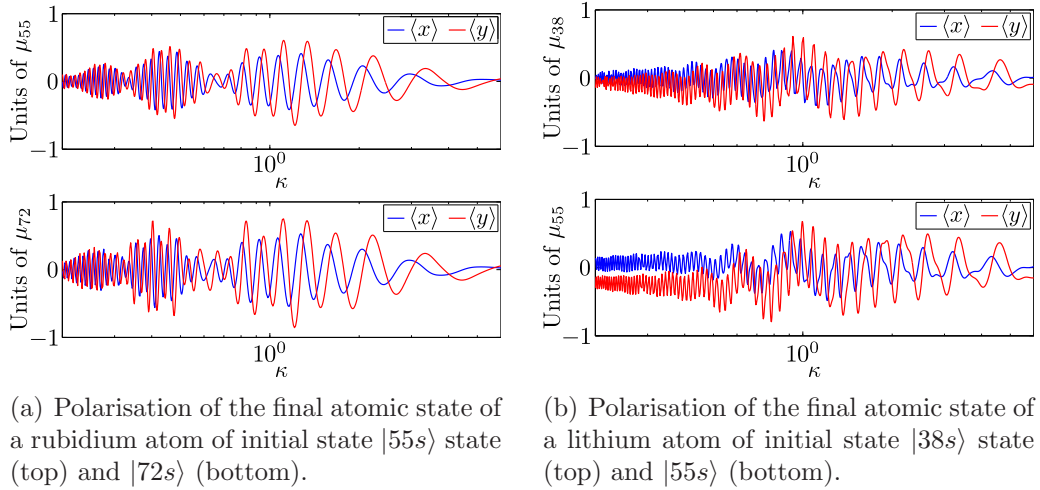 1
0
−1
Units of μ55
⟨x⟩ ⟨y⟩
10^0
κ
1
0
−1
Units of μ72
⟨x⟩ ⟨y⟩
10^0
κ
(a) Polarisation of the final atomic state of
a rubidium atom of initial state |55s⟩ state
(top) and |72s⟩ (bottom).
1
0
−1
Units of μ38
⟨x⟩ ⟨y⟩
10^0
κ
1
0
−1
Units of μ55
⟨x⟩ ⟨y⟩
10^0
κ
(b) Polarisation of the final atomic state of
a lithium atom of initial state |38s⟩ state
(top) and |55s⟩ (bottom).